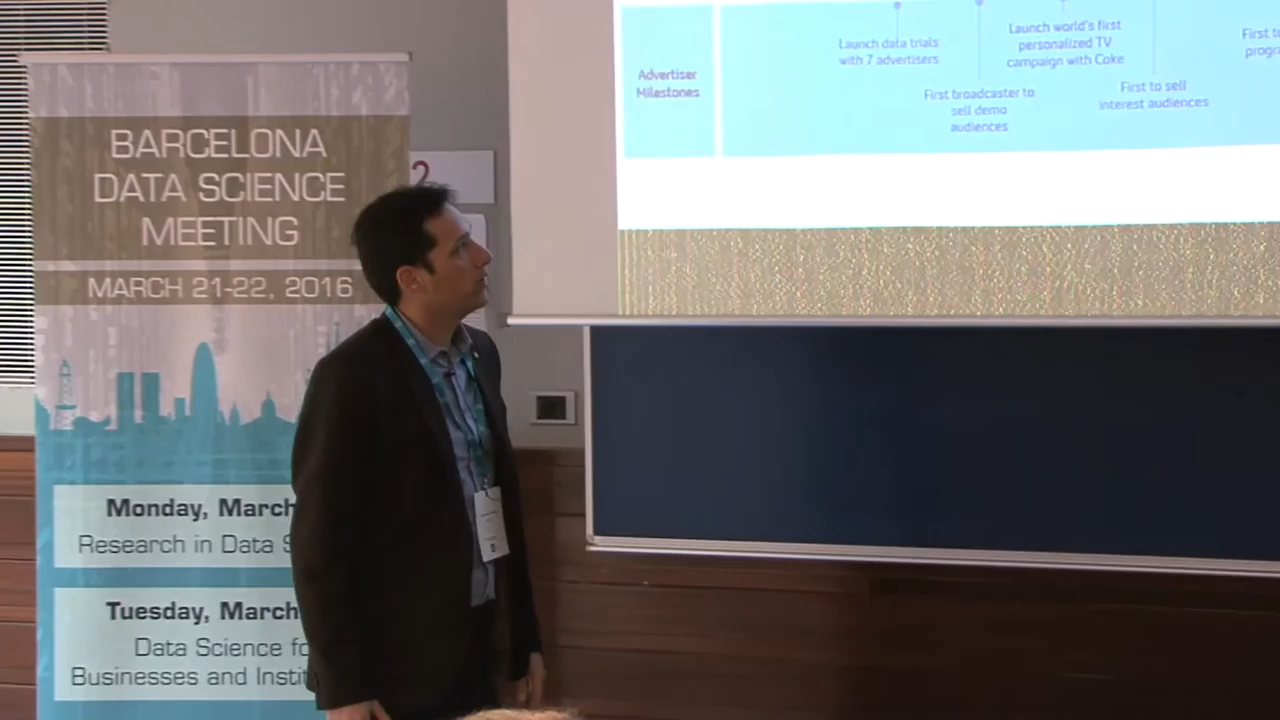 BARCELONA
DATA SCIENCE
MEETING
MARCH 21-22, 2016
Monday, March
Research in Data
Tuesday, March
Data Science
Businesses and
2
Advertiser
Milestones
Launch data trials
with 7 advertisers
First broadcaster to
sell demo
audiences
Launch world's first
personalized TV
campaign with Coke
First to sell
interest audiences
First